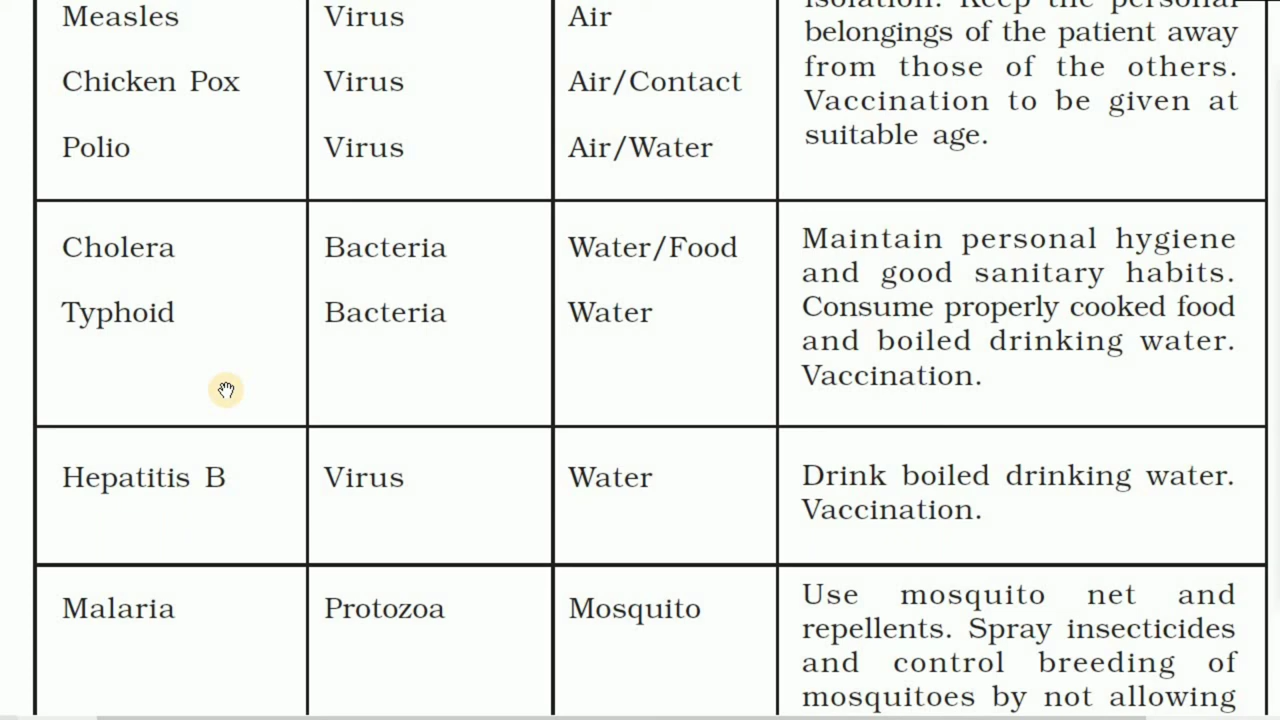 Measles Virus Air
isolation. Keep the personal
belongings of the patient away
from those of the others.
Vaccination to be given at
suitable age.
Chicken Pox Virus Air/Contact
Polio Virus Air/Water
Cholera Bacteria Water/Food
Typhoid Bacteria Water
Maintain personal hygiene
and good sanitary habits.
Consume properly cooked food
and boiled drinking water.
Vaccination.
Hepatitis B Virus Water
Drink boiled drinking water.
Vaccination.
Malaria Protozoa Mosquito
Use mosquito net and
repellents. Spray insecticides
and control breeding of
mosquitoes by not allowing